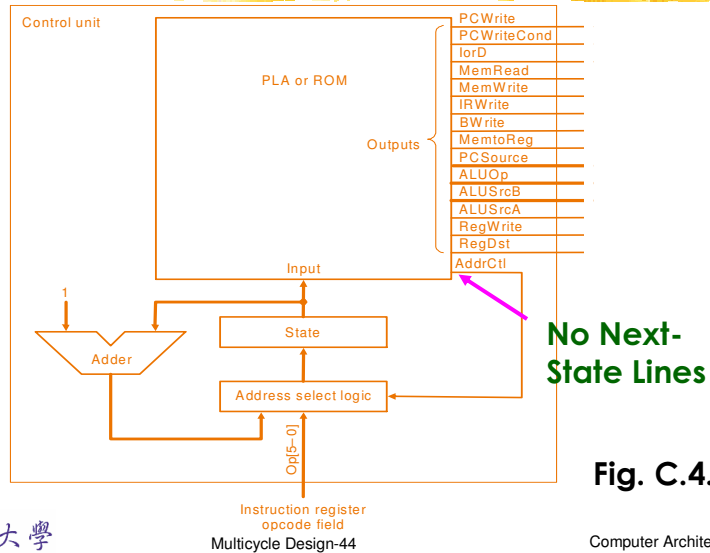 Control unit
PLA or ROM
Outputs
PCWrite
PCWriteCond
IorD
MemRead
MemWrite
IRWrite
BWrite
MemtoReg
PCSource
ALUOp
ALUSrcB
ALUSrcA
RegWrite
RegDst
AddrCtl
Input
1
State
Adder
Address select logic
Op[5–0]
Instruction register
opcode field
No Next-
State Lines
Fig. C.4.
大學
Multicycle Design-44
Computer Archite